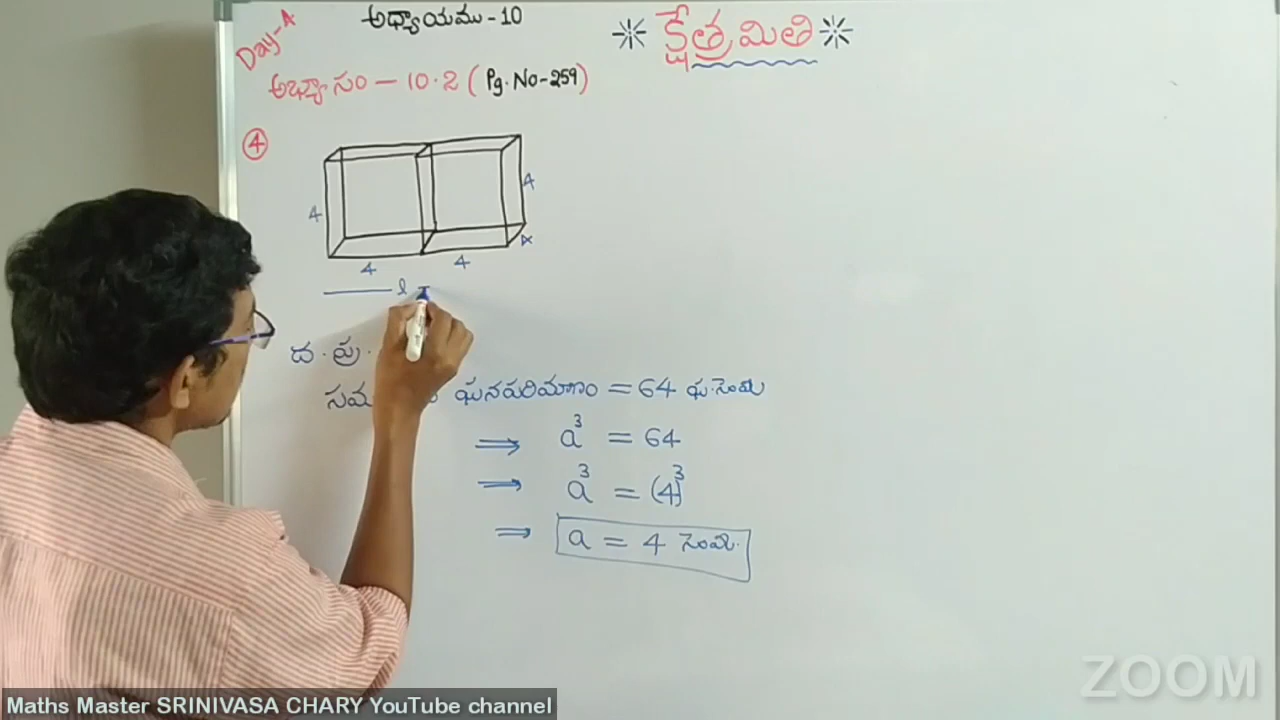 Day-4
అధ్యాయము - 10
* క్షేత్రమితి *
అభ్యాసం - 10.2 ( Pg. No-259 )
4
4
4
4
4
4
l =
ద. ప్రా.
ఘనపరిమాణం = 64 ఘ.సెంమీ
⟹ a³ = 64
⟹ a³ = (4)³
⟹ a = 4 సెంమీ.
ZOOM
Maths Master SRINIVASA CHARY YouTube channel